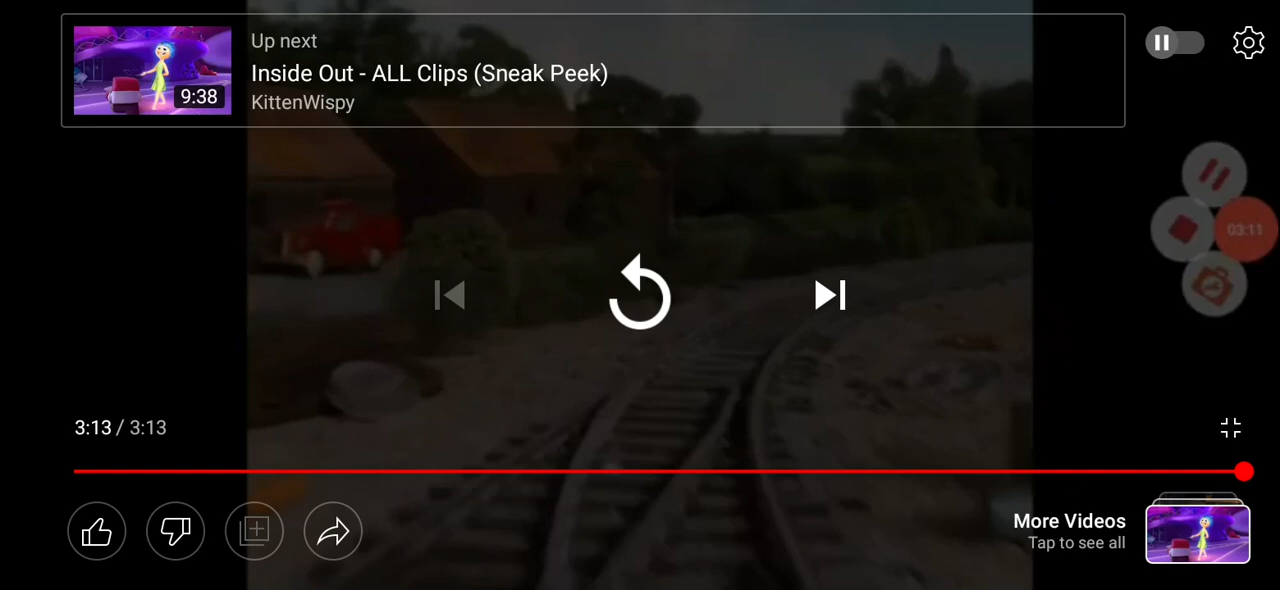 Up next
Inside Out - ALL Clips (Sneak Peek)
9:38
KittenWispy
03:11
3:13 / 3:13
More Videos
Tap to see all